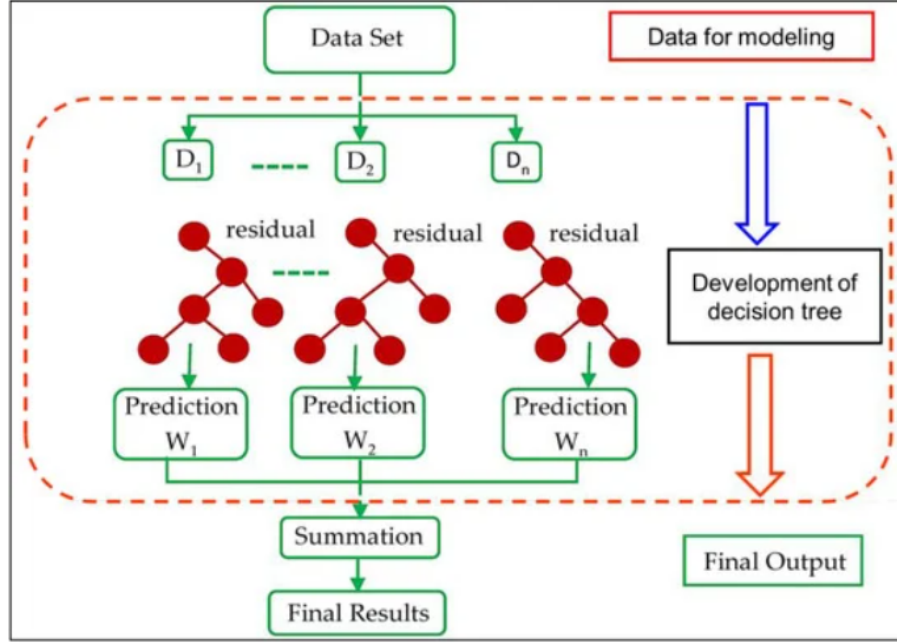 Data Set
Data for modeling
D1
D2
Dn
residual
residual
residual
Development of
decision tree
Prediction
W1
Prediction
W2
Prediction
Wn
Summation
Final Output
Final Results